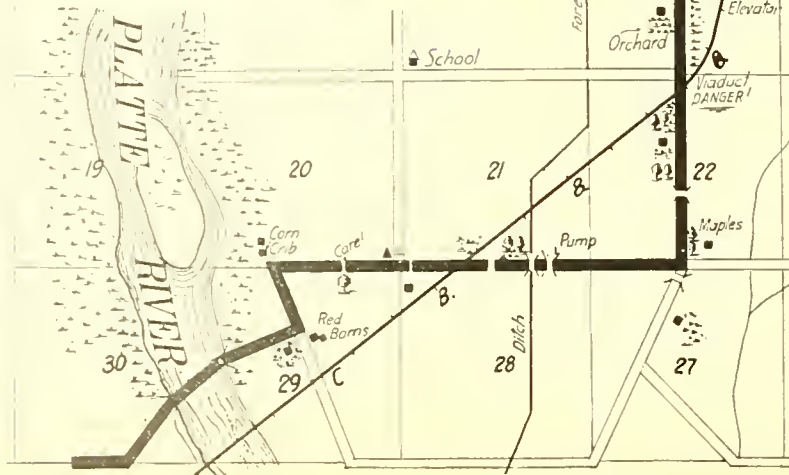 Elevator
Orchard
School
Viaduct
DANGER!
PLATTE
19
20
21
22
&
Corn
Crib
Care!
Pump
Maples
RIVER
B.
Red
Barns
Ditch
30
29
C
28
27